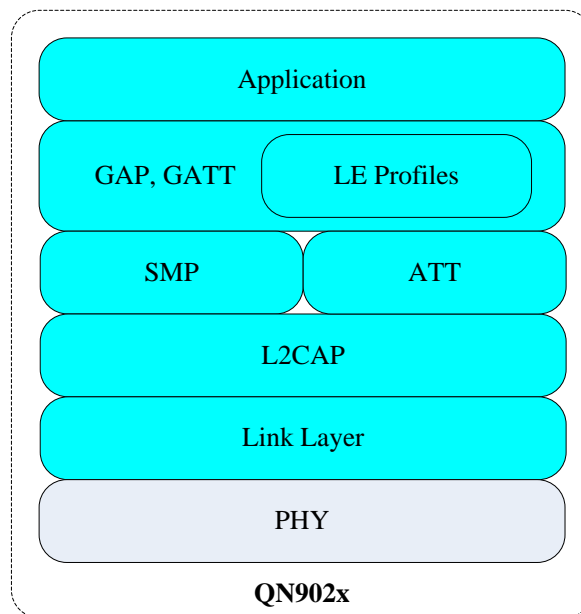 Application
GAP, GATT
LE Profiles
SMP
ATT
L2CAP
Link Layer
PHY
QN902x